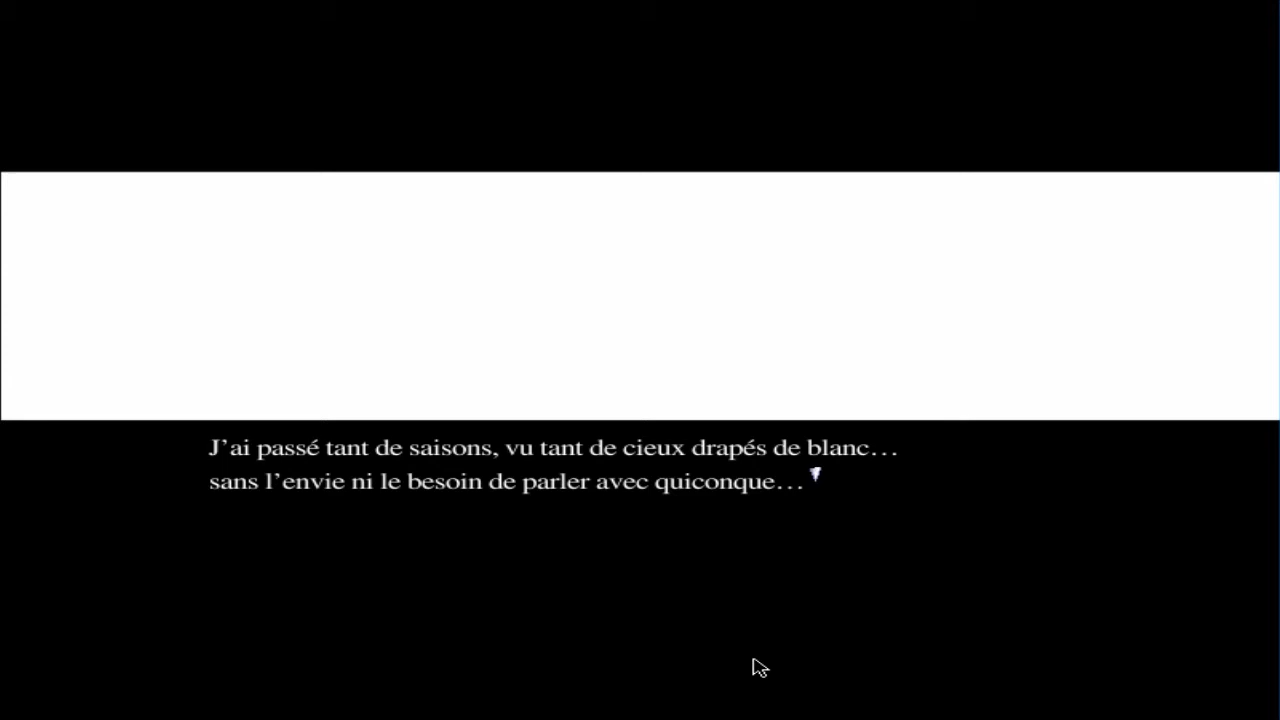 J’ai passé tant de saisons, vu tant de cieux drapés de blanc…
sans l’envie ni le besoin de parler avec quiconque…